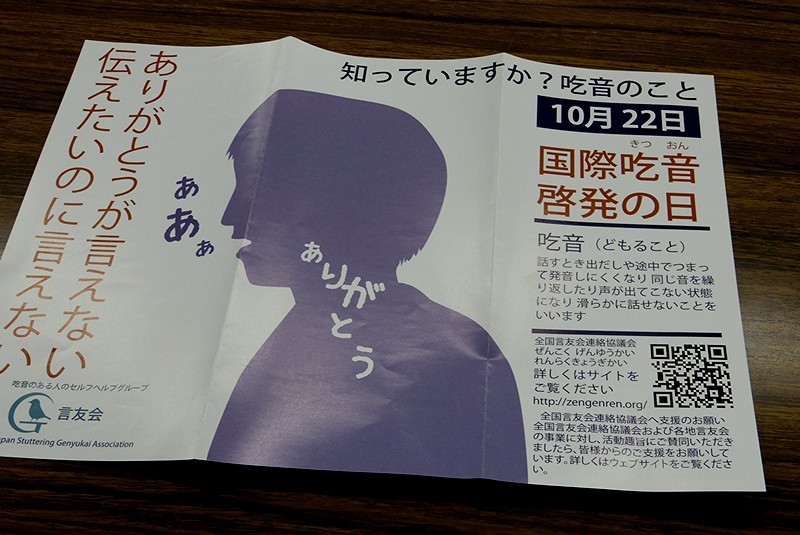 知っていますか？吃音のこと
10月 22日
きつ おん
国際吃音
啓発の日
吃音（どもること）
話すとき出だしや途中でつまっ
て発音しにくくなり 同じ音を繰
り返したり声が出てこない状態
になり 滑らかに話せないことを
いいます
全国言友会連絡協議会
ぜんこく げんゆうかい
れんらくきょうぎかい
詳しくはサイトを
ご覧ください
http://zengenren.org/
全国言友会連絡協議会へ支援のお願い
全国言友会連絡協議会および各地言友会
の事業に対し、活動趣旨にご賛同いただき
ましたら、皆様からのご支援をお願いして
います。詳しくはウェブサイトをご覧くださ
い。
ありがとうが言えない
伝えたいのに言えない
あ
あ
ぁ
ありがとう
吃音のある人のセルフヘルプグループ
言友会
pan Stuttering Genyukai Association